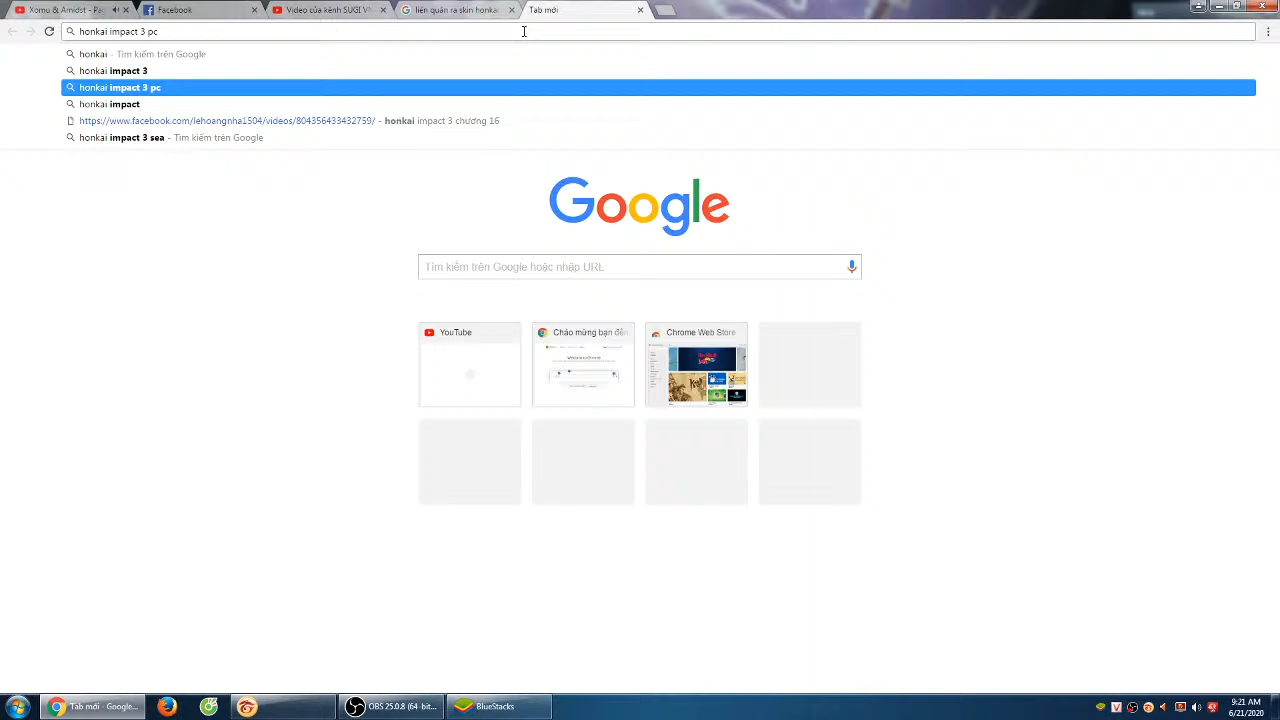 Xomu & Amidst - Pa
Facebook
Video của kênh SUGI V
liên quân ra skin honkai
Tab mới
honkai impact 3 pc
honkai - Tìm kiếm trên Google
honkai impact 3
honkai impact 3 pc
honkai impact
https://www.facebook.com/lehoangnha1504/videos/804356433432759/ - honkai impact 3 chương 16
honkai impact 3 sea - Tìm kiếm trên Google
Google
Tìm kiếm trên Google hoặc nhập URL
YouTube
Chào mừng bạn đến
Chrome Web Store
Tab mới - Google...
OBS 25.0.8 (64-bit...
BlueStacks
9:21 AM
6/21/2020